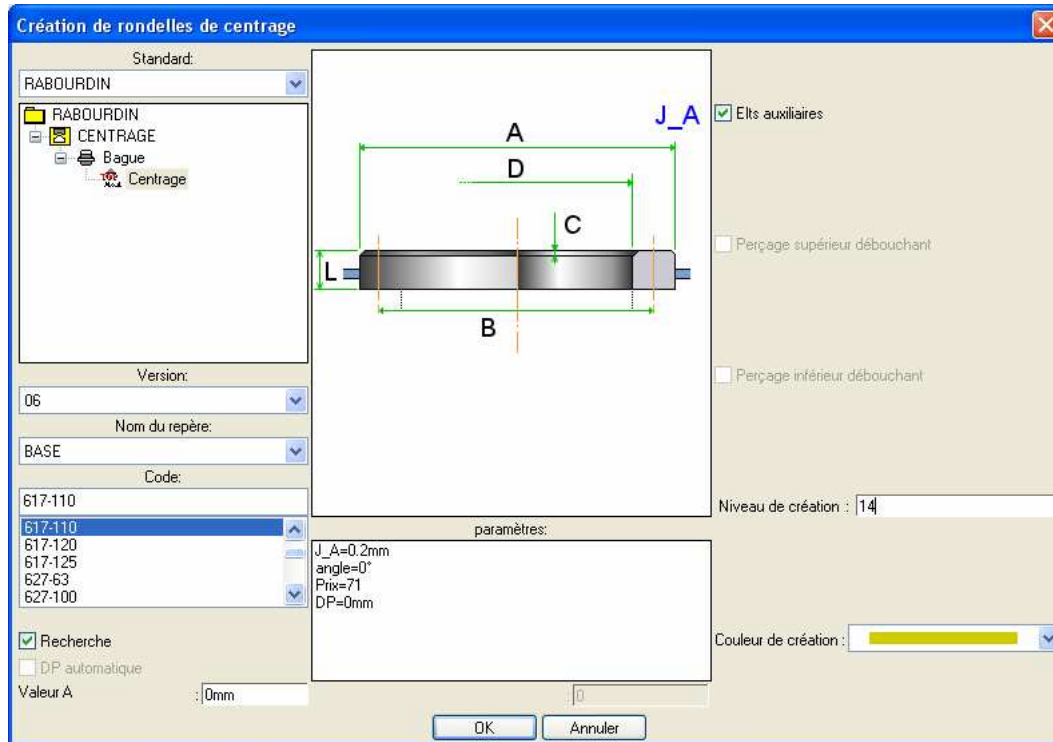 Création de rondelles de centrage
Standard:
RABOURDIN
RABOURDIN
CENTRAGE
Bague
Centrage
Version:
06
Nom du repère:
BASE
Code:
617-110
617-110
617-120
617-125
627-63
627-100
Recherche
DP automatique
Valeur A : 0mm
J_A
A
D
C
L
B
paramètres:
J_A=0.2mm
angle=0°
Prix=71
DP=0mm
: 0
Elts auxiliaires
Perçage supérieur débouchant
Perçage inférieur débouchant
Niveau de création : 14
Couleur de création :
OK
Annuler